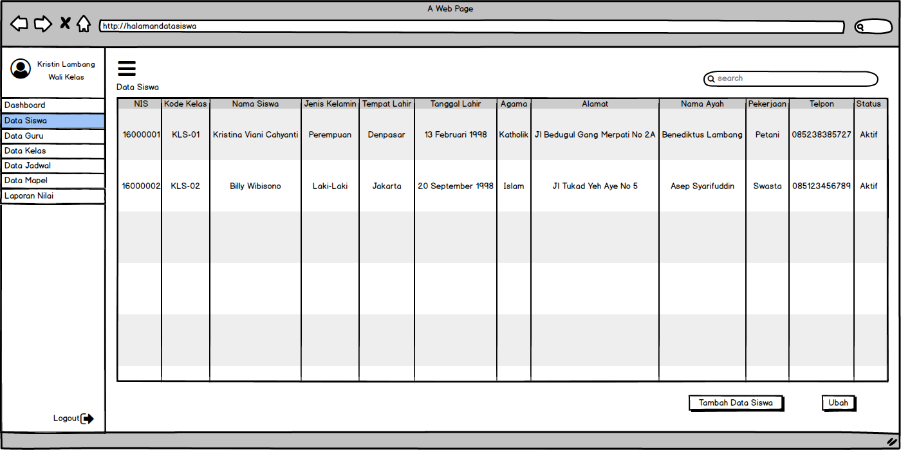 A Web Page
http://halamandatasiswa
Kristin Lambang
Wali Kelas
search
Data Siswa
Dashboard
Data Siswa
Data Guru
Data Kelas
Data Jadwal
Data Mapel
Laporan Nilai
NIS Kode Kelas Nama Siswa Jenis Kelamin Tempat Lahir Tanggal Lahir Agama Alamat Nama Ayah Pekerjaan Telpon Status
16000001 KLS-01 Kristina Viani Cahyanti Perempuan Denpasar 13 Februari 1998 Katholik Jl Bedugul Gang Merpati No 2A Benediktus Lambang Petani 085238385727 Aktif
16000002 KLS-02 Billy Wibisono Laki-Laki Jakarta 20 September 1998 Islam Jl Tukad Yeh Aye No 5 Asep Syarifuddin Swasta 085123456789 Aktif
Tambah Data Siswa Ubah
Logout